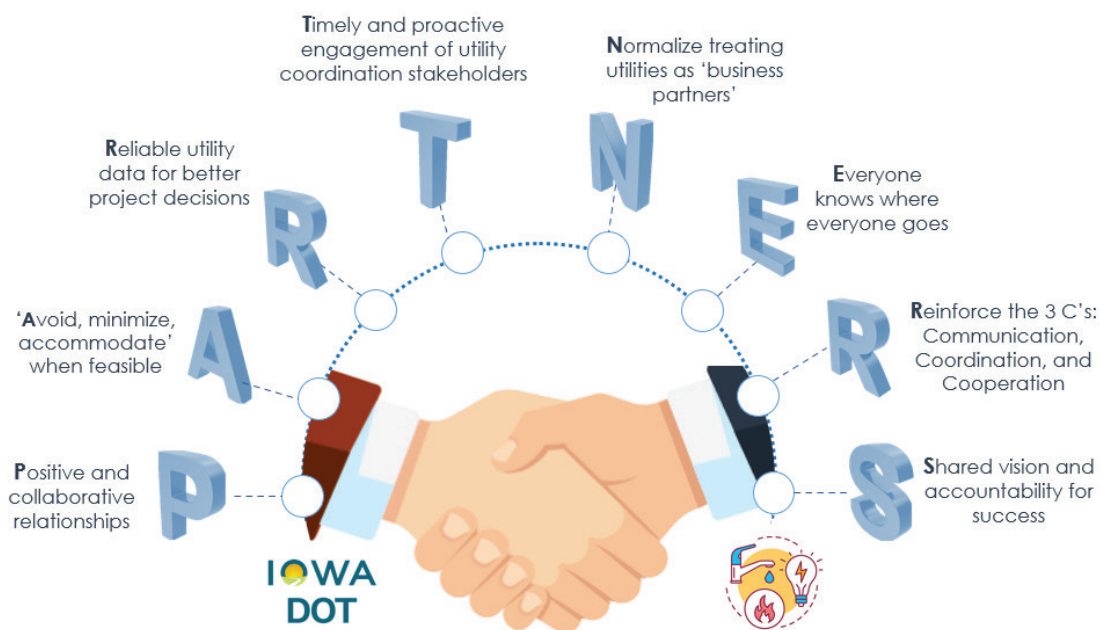 P
Positive and
collaborative
relationships
A
'Avoid, minimize,
accommodate'
when feasible
R
Reliable utility
data for better
project decisions
T
Timely and proactive
engagement of utility
coordination stakeholders
N
Normalize treating
utilities as 'business
partners'
E
Everyone
knows where
everyone goes
R
Reinforce the 3 C's:
Communication,
Coordination, and
Cooperation
S
Shared vision and
accountability for
success
IOWA
DOT